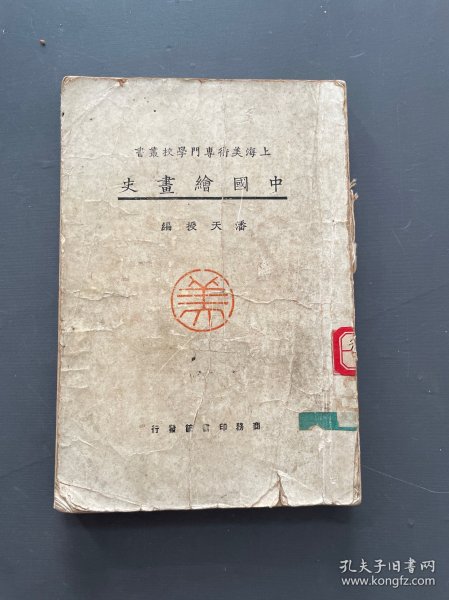 上海美術專門學校叢書
中國繪畫史
潘天授編
美
商務印書館發行
孔夫子旧书网
www.kongfz.com